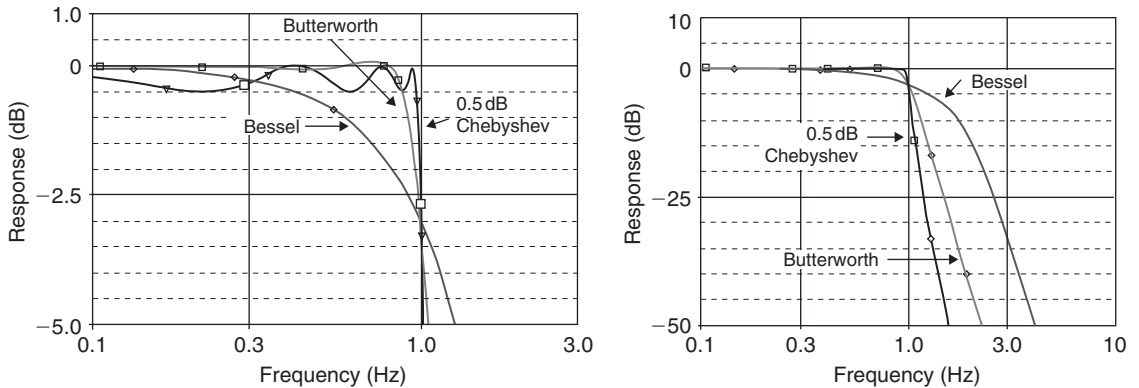 1.0
0
−2.5
−5.0
Response (dB)
Butterworth
Bessel
0.5 dB
Chebyshev
0.1
0.3
1.0
3.0
Frequency (Hz)
10
0
−25
−50
Response (dB)
Bessel
0.5 dB
Chebyshev
Butterworth
0.1
0.3
1.0
3.0
10
Frequency (Hz)